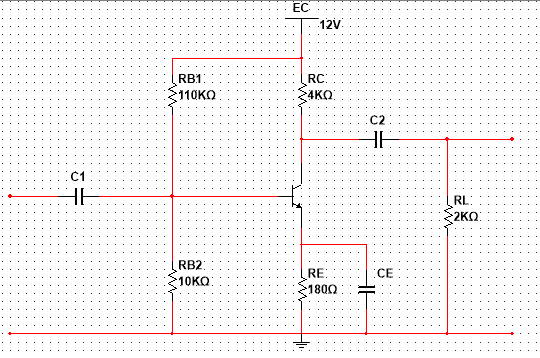 EC
12V
RB1
110KΩ
RC
4KΩ
C2
C1
RL
2KΩ
RB2
10KΩ
RE
180Ω
CE